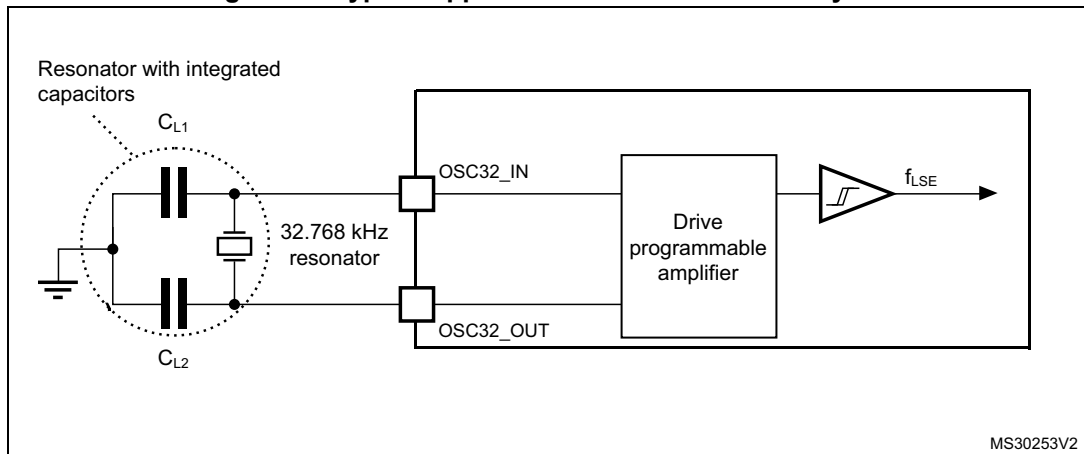 Resonator with integrated
capacitors
CL1
OSC32_IN
fLSE
32.768 kHz
resonator
Drive
programmable
amplifier
OSC32_OUT
CL2
MS30253V2